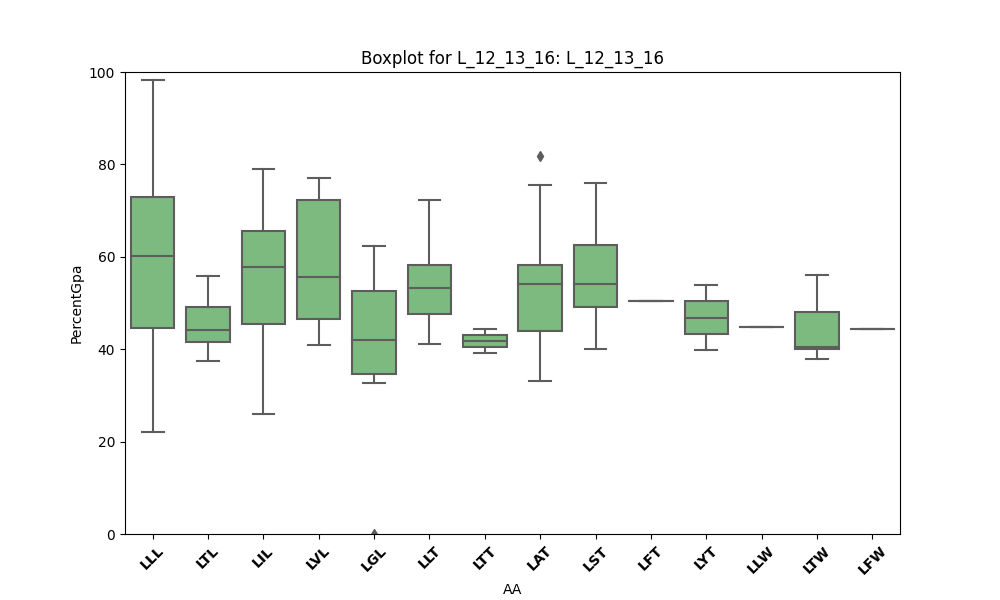 Boxplot for L_12_13_16: L_12_13_16
100
80
60
40
20
0
PercentGpa
LLL
LTL
LIL
LVL
LGL
LLT
LTT
LAT
LST
LFT
LYT
LLW
LTW
LFW
AA